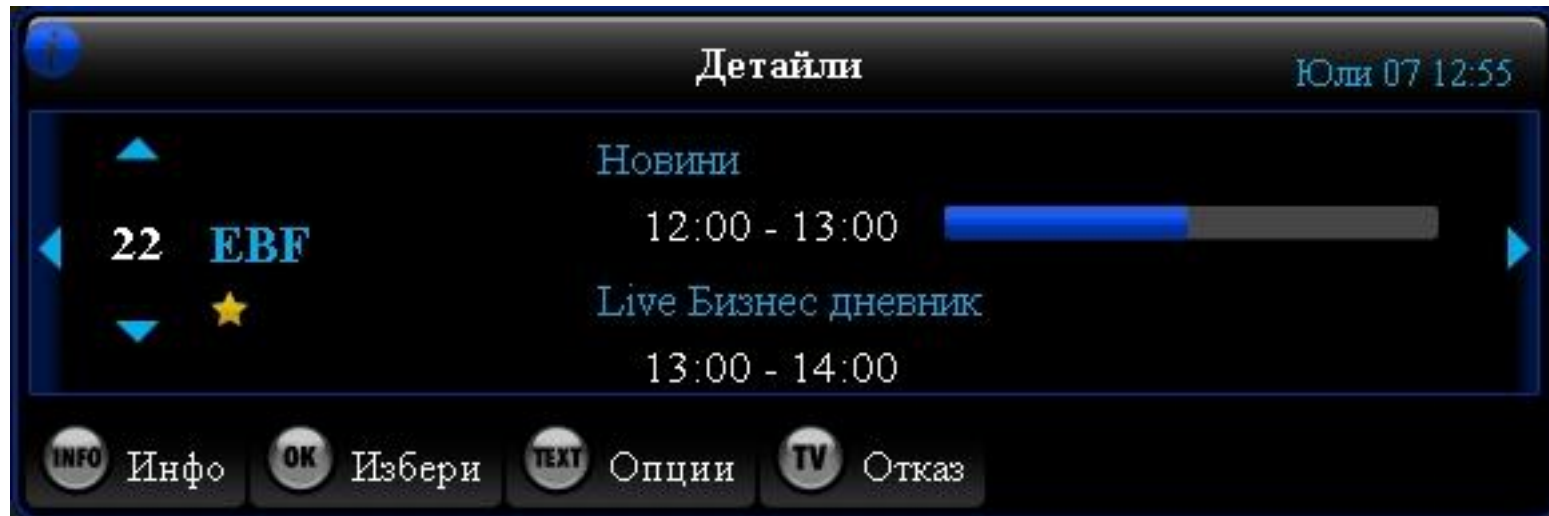 Детайли
Юли 07 12:55
Новини
12:00 - 13:00
22 EBF
Live Бизнес дневник
13:00 - 14:00
INFO Инфо OK Избери TEXT Опции TV Отказ